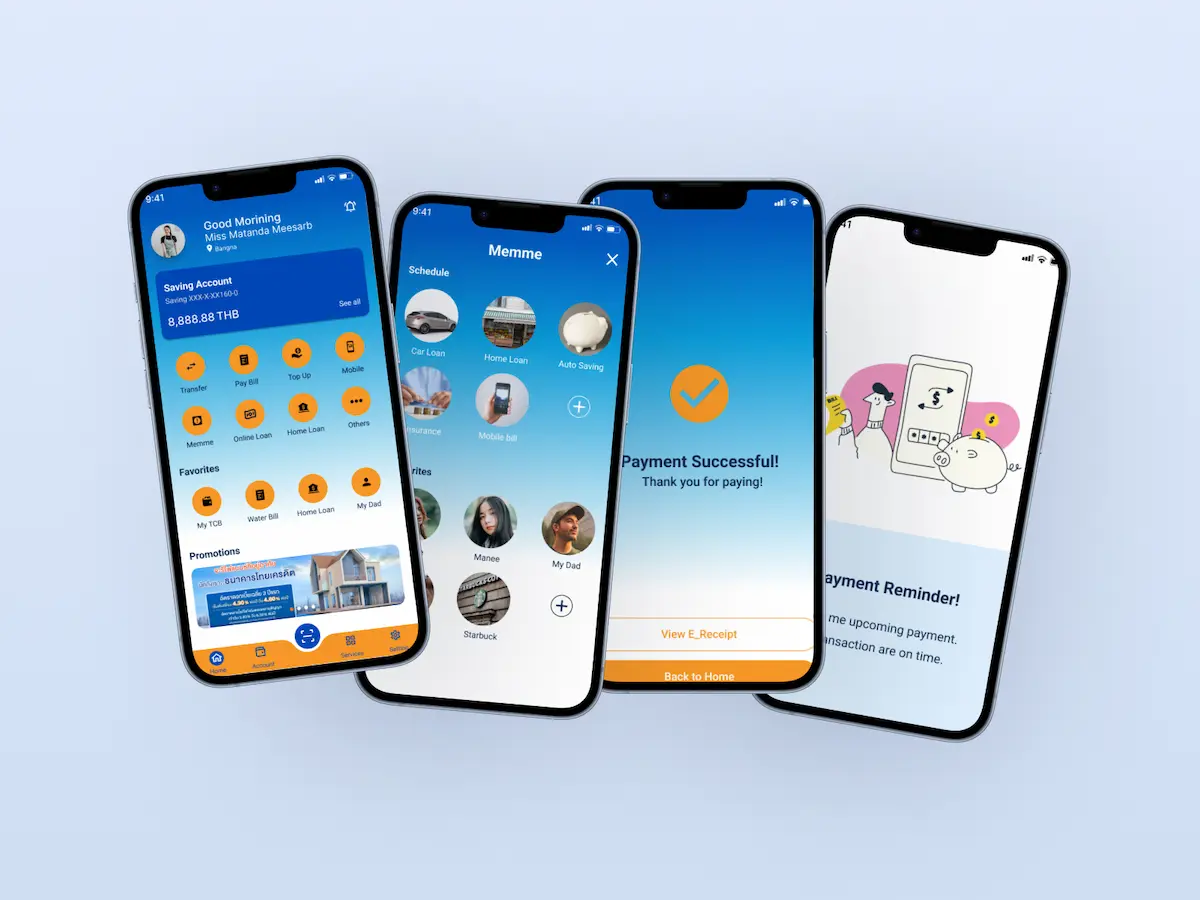 9:41
Good Morining
Miss Matanda Meesarb
Bangna
Saving Account
Saving XXX-X-XX160-0
See all
8,888.88 THB
Transfer
Pay Bill
Top Up
Mobile
Memme
Online Loan
Home Loan
Others
Favorites
My TCB
Water Bill
Home Loan
My Dad
Promotions
ธนาคารไทยเครดิต
Home
Account
Services
Setting
9:41
Memme
Schedule
Car Loan
Home Loan
Auto Saving
nsurance
Mobile bill
rites
Manee
My Dad
Starbuck
41
Payment Successful!
Thank you for paying!
View E_Receipt
Back to Home
41
BILL
$
$
$
ayment Reminder!
me upcoming payment.
ansaction are on time.